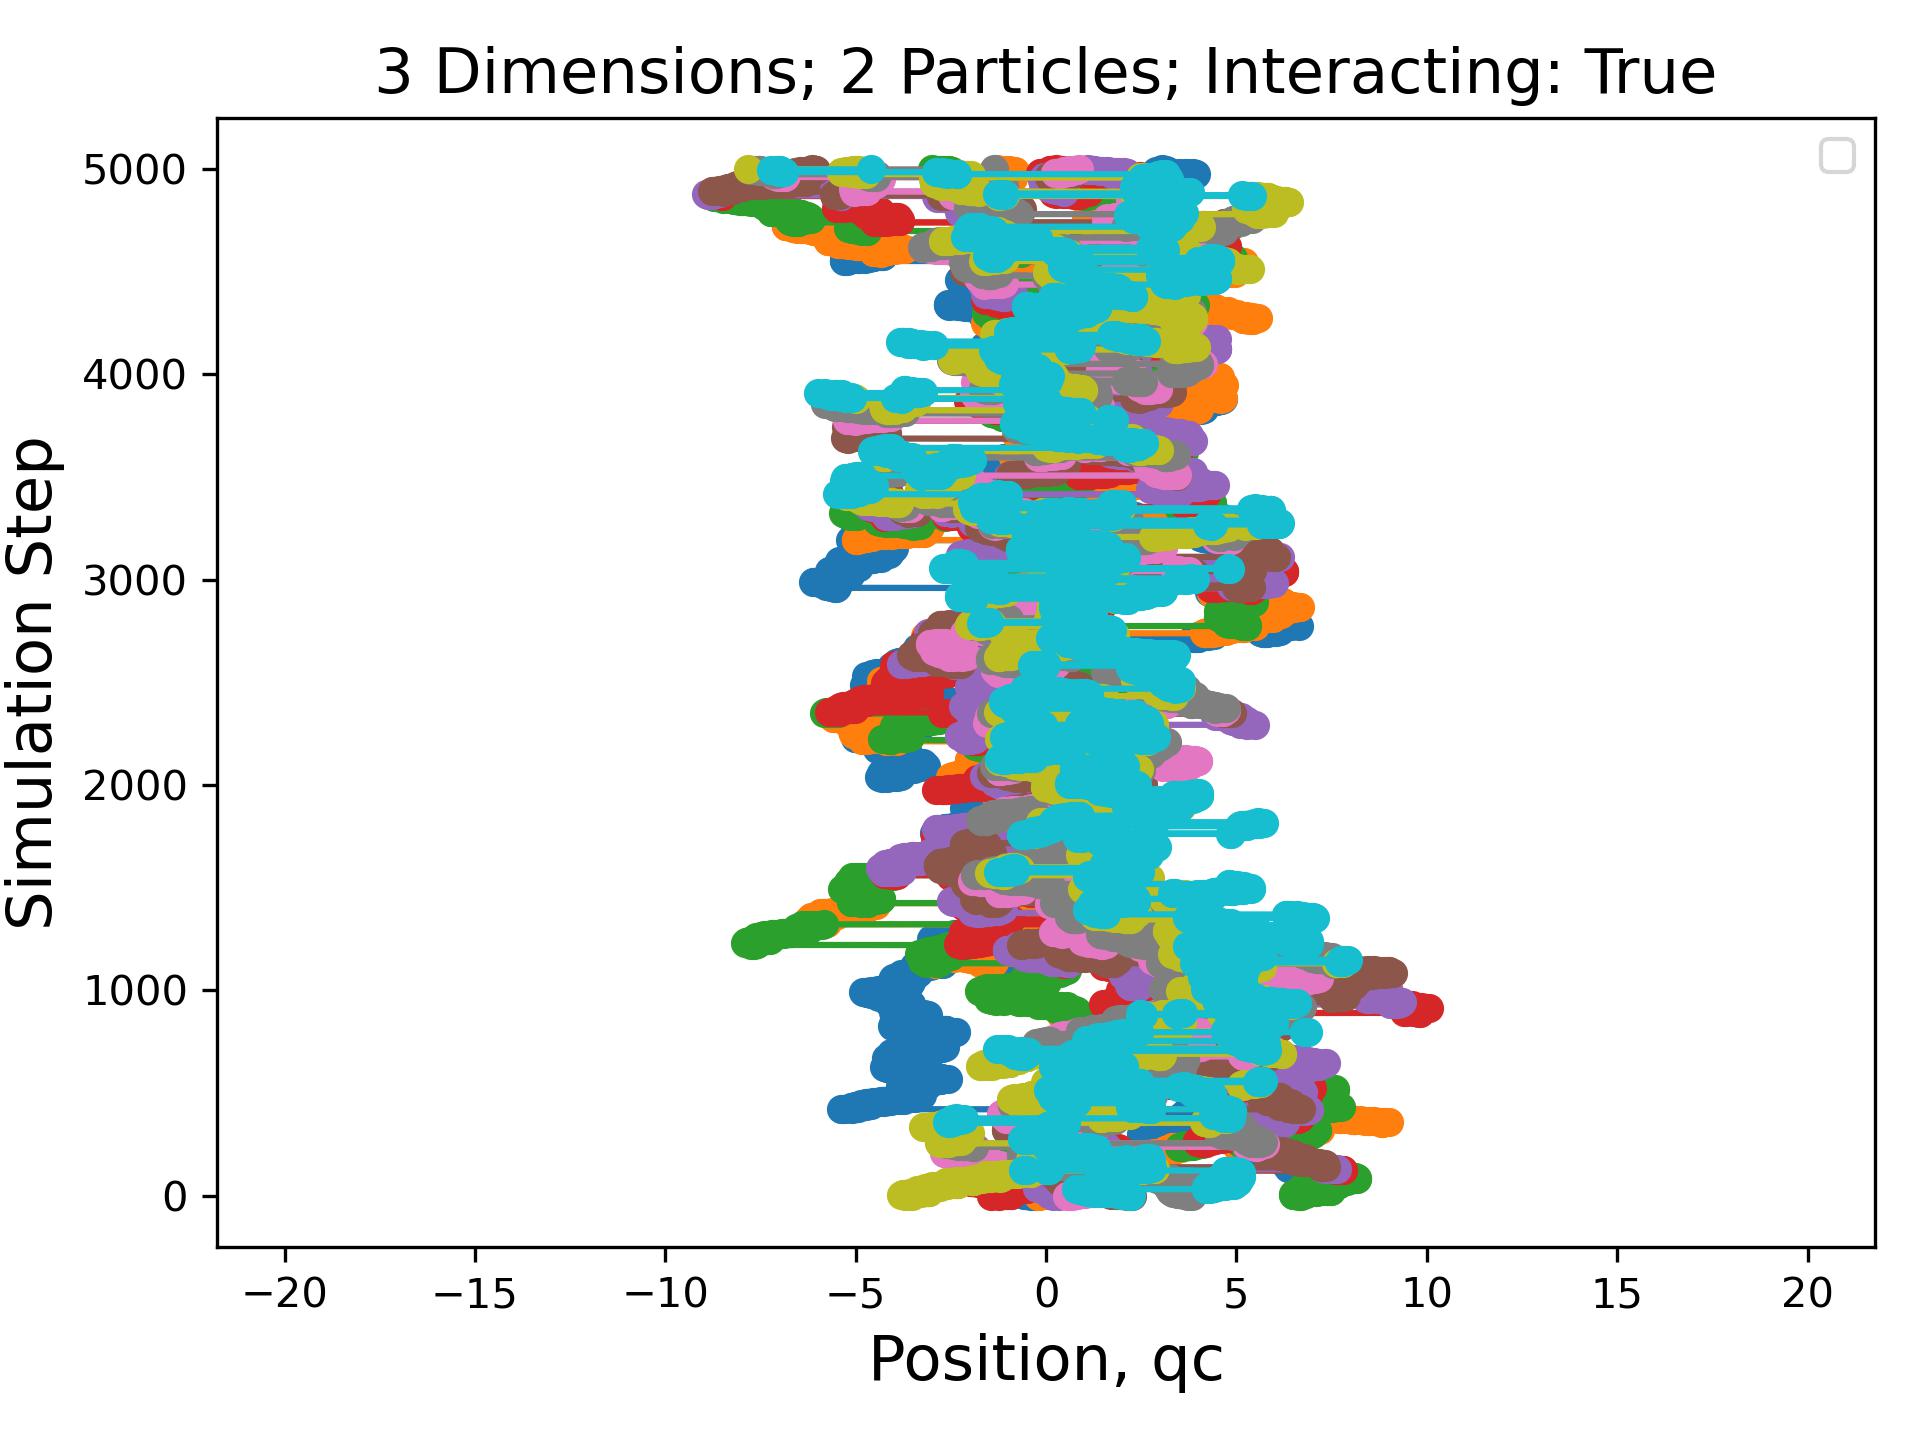 3 Dimensions; 2 Particles; Interacting: True
Simulation Step
5000
4000
3000
2000
1000
0
−20 −15 −10 −5 0 5 10 15 20
Position, qc